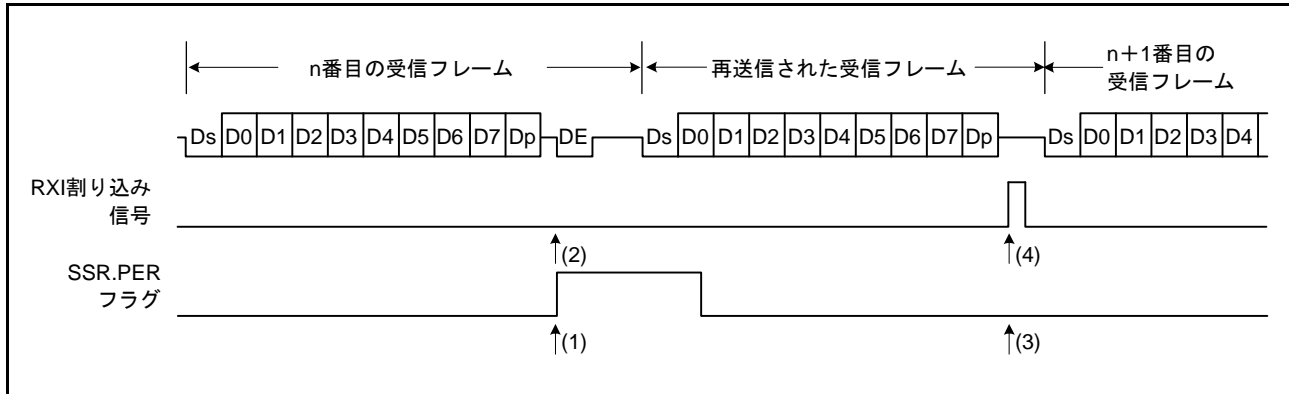 n番目の受信フレーム
再送信された受信フレーム
n＋1番目の
受信フレーム
Ds D0 D1 D2 D3 D4 D5 D6 D7 Dp DE Ds D0 D1 D2 D3 D4 D5 D6 D7 Dp Ds D0 D1 D2 D3 D4
RXI割り込み
信号
(2) (4)
SSR.PER
フラグ
(1) (3)